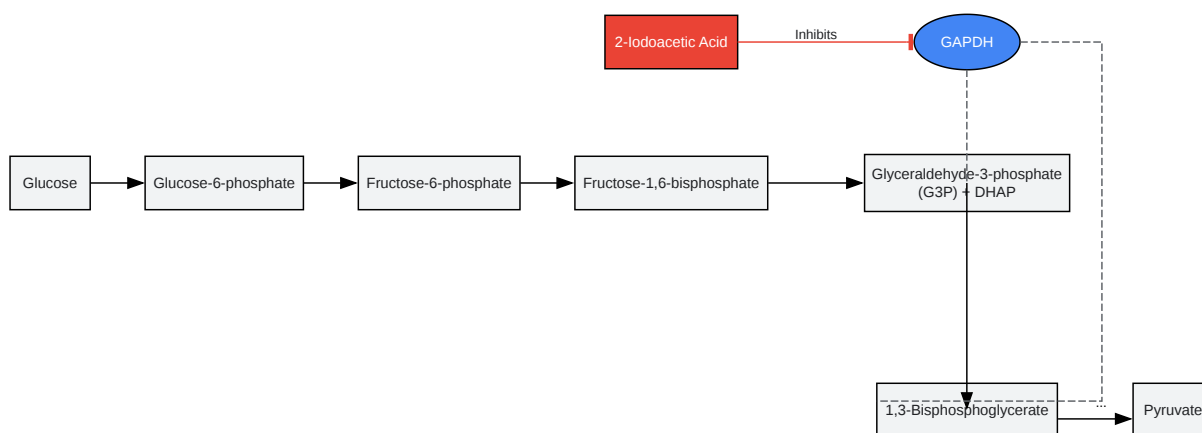 2-Iodoacetic Acid
Inhibits
GAPDH
Glucose
Glucose-6-phosphate
Fructose-6-phosphate
Fructose-1,6-bisphosphate
Glyceraldehyde-3-phosphate
(G3P) + DHAP
1,3-Bisphosphoglycerate
...
Pyruvate